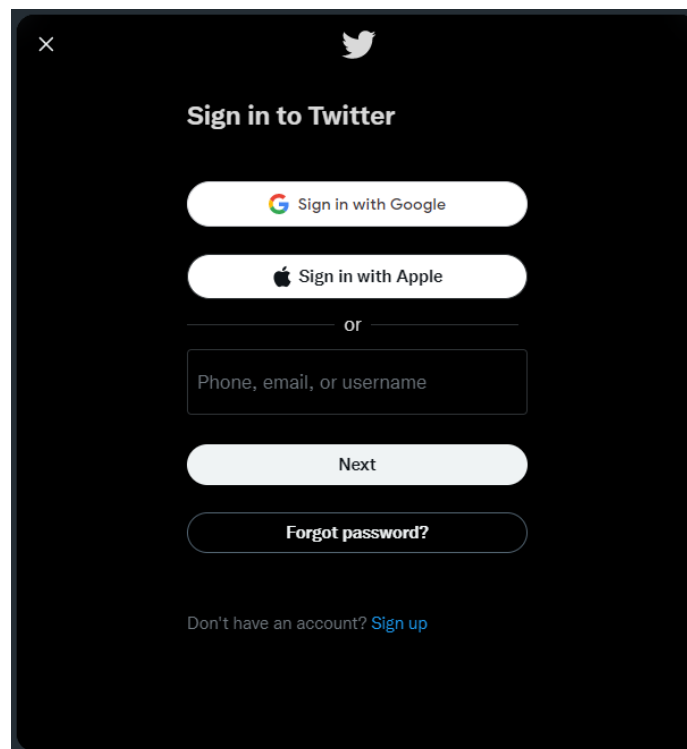 Sign in to Twitter
Sign in with Google
Sign in with Apple
or
Phone, email, or username
Next
Forgot password?
Don't have an account? Sign up